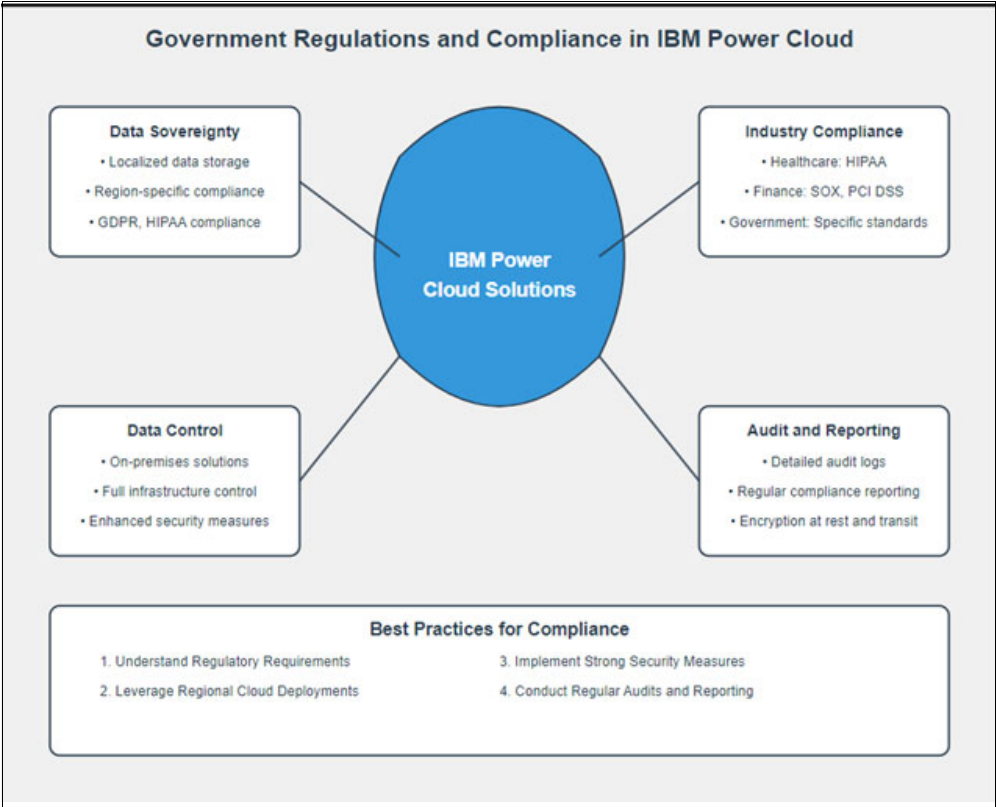 Government Regulations and Compliance in IBM Power Cloud
Data Sovereignty
• Localized data storage
• Region-specific compliance
• GDPR, HIPAA compliance
Industry Compliance
• Healthcare: HIPAA
• Finance: SOX, PCI DSS
• Government: Specific standards
IBM Power
Cloud Solutions
Data Control
• On-premises solutions
• Full infrastructure control
• Enhanced security measures
Audit and Reporting
• Detailed audit logs
• Regular compliance reporting
• Encryption at rest and transit
Best Practices for Compliance
1. Understand Regulatory Requirements
2. Leverage Regional Cloud Deployments
3. Implement Strong Security Measures
4. Conduct Regular Audits and Reporting